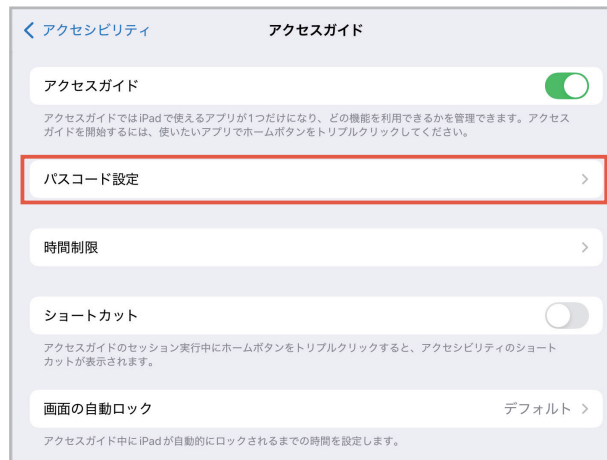 アクセシビリティ アクセスガイド
アクセスガイド
アクセスガイドではiPadで使えるアプリが1つだけになり、どの機能を利用できるかを管理できます。アクセス
ガイドを開始するには、使いたいアプリでホームボタンをトリプルクリックしてください。
パスコード設定
時間制限
ショートカット
アクセスガイドのセッション実行中にホームボタンをトリプルクリックすると、アクセシビリティのショート
カットが表示されます。
画面の自動ロック デフォルト
アクセスガイド中にiPadが自動的にロックされるまでの時間を設定します。